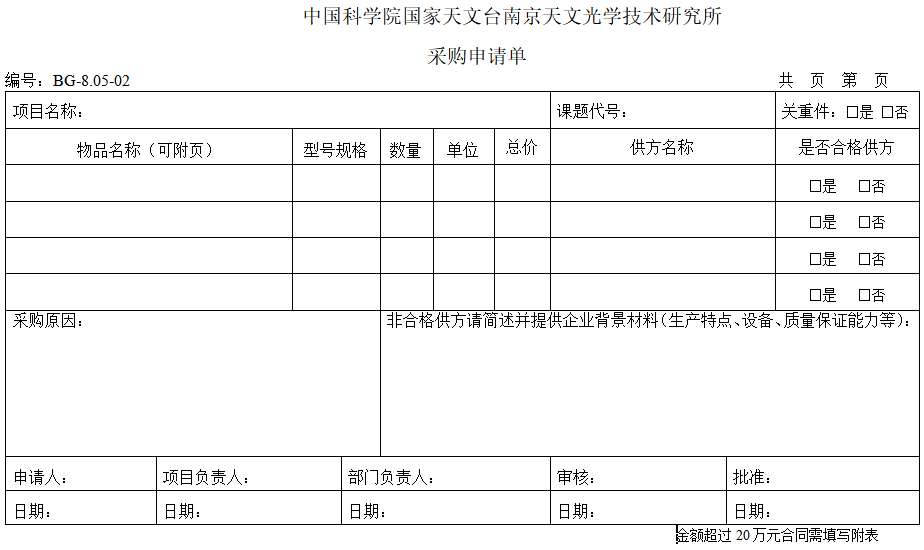 中国科学院国家天文台南京天文光学技术研究所
采购申请单
编号：BG-8.05-02 共 页 第 页
项目名称： 课题代号： 关重件：□是 □否
物品名称（可附页） 型号规格 数量 单位 总价 供方名称 是否合格供方
□是 □否
□是 □否
□是 □否
□是 □否
采购原因： 非合格供方请简述并提供企业背景材料（生产特点、设备、质量保证能力等）：
申请人： 项目负责人： 部门负责人： 审核： 批准：
日期： 日期： 日期： 日期： 日期：
金额超过 20 万元合同需填写附表